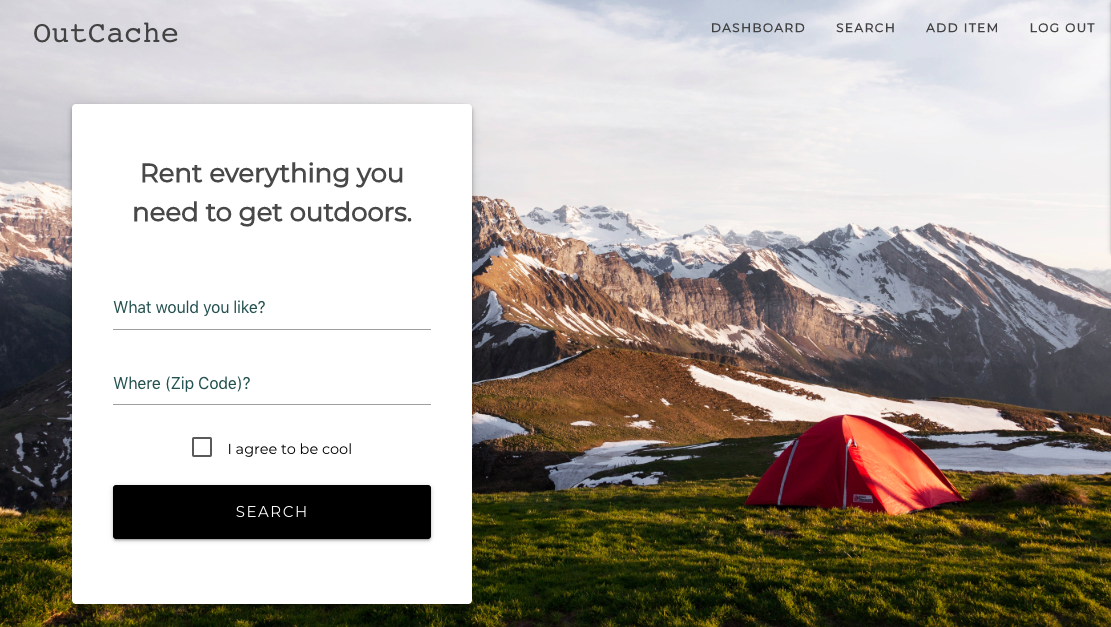 OutCache
DASHBOARD SEARCH ADD ITEM LOG OUT
Rent everything you
need to get outdoors.
What would you like?
Where (Zip Code)?
I agree to be cool
SEARCH